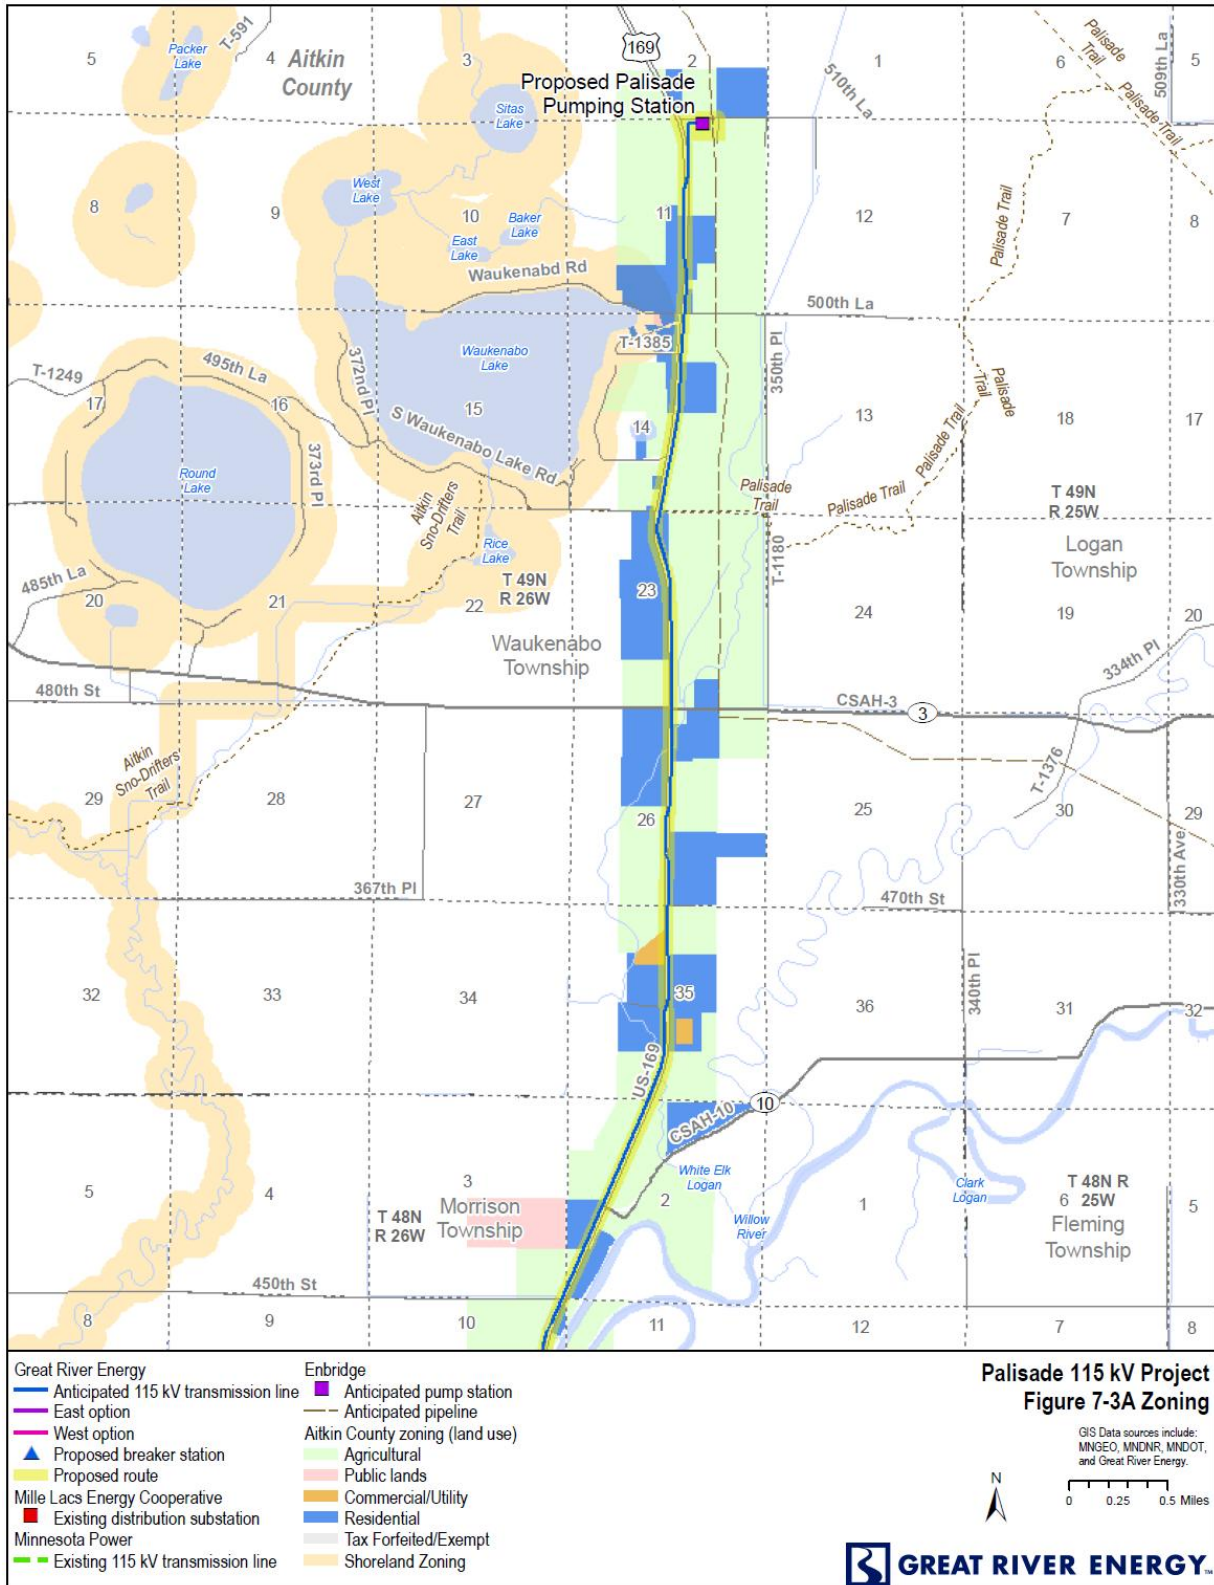 5
Packer
Lake
T-591
4
Aitkin
County
3
169
2
1
6
Palisade
Trail
509th La
5
Proposed Palisade
Pumping Station
510th La
Palisade Trail
Sitas
Lake
West
Lake
8
9
10
Baker
Lake
East
Lake
11
12
Palisade Trail
7
8
Waukenabd Rd
500th La
T-1385
Waukenabo
Lake
T-1249
495th La
372nd Pl
350th Pl
Palisade
Trail
17
16
15
14
13
Palisade Trail
18
17
S Waukenabo Lake Rd
373rd Pl
Round
Lake
Aitkin
Sno-Drifters
Trail
Palisade
Trail
Palisade Trail
T 49N
R 25W
Rice
Lake
T-1180
Logan
Township
485th La
T 49N
R 26W
20
21
22
23
24
19
20
Waukenabo
Township
334th Pl
480th St
CSAH-3
3
Aitkin
Sno-Drifters
Trail
T-1376
29
28
27
26
25
30
29
330th Ave
367th Pl
470th St
340th Pl
32
33
34
35
36
31
32
US-169
CSAH-10
10
White Elk
Logan
5
4
3
2
1
Clark
Logan
T 48N R
6 25W
5
Morrison
Township
T 48N
R 26W
Willow
River
Fleming
Township
450th St
8
9
10
11
12
7
8
Great River Energy
Anticipated 115 kV transmission line
East option
West option
Proposed breaker station
Proposed route
Mille Lacs Energy Cooperative
Existing distribution substation
Minnesota Power
Existing 115 kV transmission line
Enbridge
Anticipated pump station
Anticipated pipeline
Aitkin County zoning (land use)
Agricultural
Public lands
Commercial/Utility
Residential
Tax Forfeited/Exempt
Shoreland Zoning
Palisade 115 kV Project
Figure 7-3A Zoning
GIS Data sources include:
MNGEO, MNDNR, MNDOT,
and Great River Energy.
N
0 0.25 0.5 Miles
GREAT RIVER ENERGY™